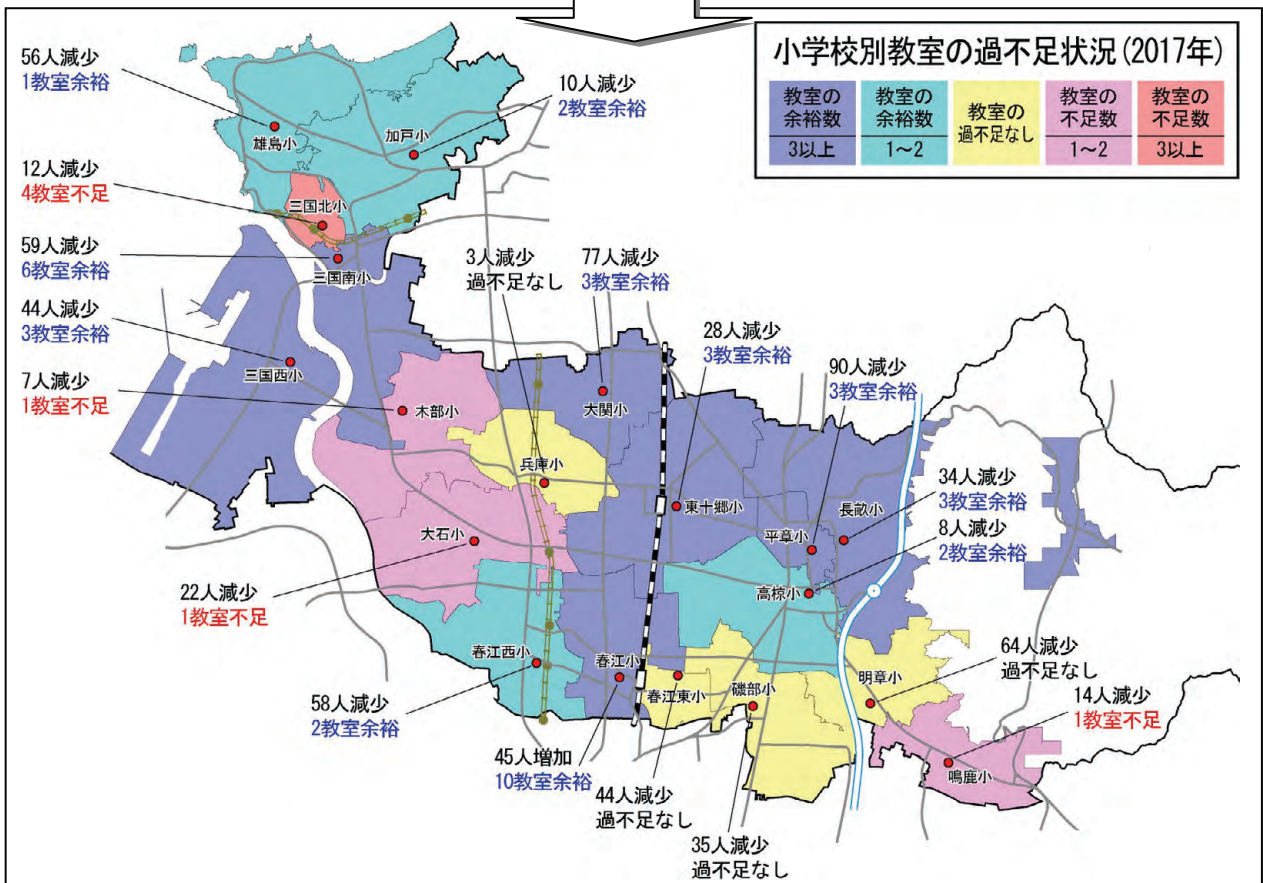 小学校別教室の過不足状況(2017年)
教室の
余裕数
3以上
教室の
余裕数
1~2
教室の
過不足なし
教室の
不足数
1~2
教室の
不足数
3以上
56人減少
1教室余裕
10人減少
2教室余裕
雄島小
加戸小
12人減少
4教室不足
三国北小
59人減少
6教室余裕
三国南小
3人減少
過不足なし
77人減少
3教室余裕
44人減少
3教室余裕
28人減少
3教室余裕
三国西小
90人減少
3教室余裕
7人減少
1教室不足
木部小
大関小
兵庫小
東十郷小
長畝小
34人減少
3教室余裕
大石小
平章小
8人減少
2教室余裕
22人減少
1教室不足
高椋小
春江西小
春江小
春江東小
磯部小
明章小
64人減少
過不足なし
58人減少
2教室余裕
14人減少
1教室不足
45人増加
10教室余裕
鳴鹿小
44人減少
過不足なし
35人減少
過不足なし